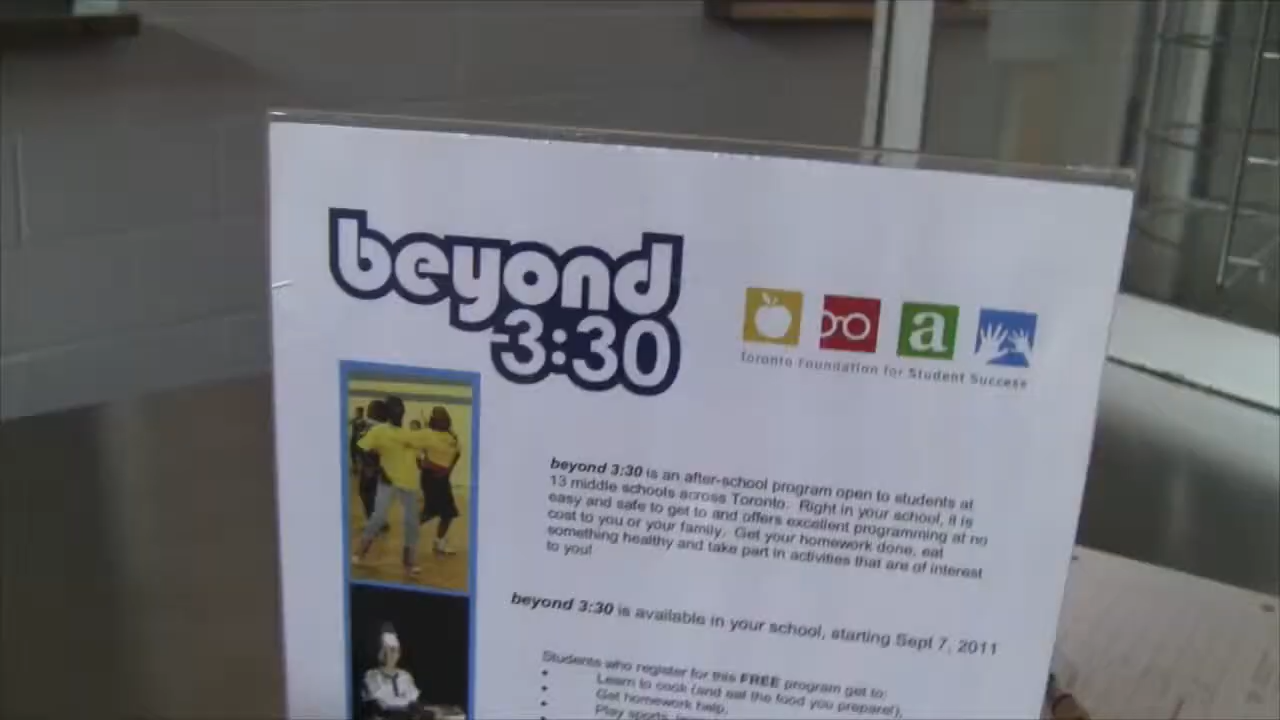 beyond
3:30
a
Toronto Foundation for Student Success
beyond 3:30 is an after-school program open to students at
13 middle schools across Toronto. Right in your school, it is
easy and safe to get to and offers excellent programming at no
cost to you or your family. Get your homework done, eat
something healthy and take part in activities that are of interest
to you!
beyond 3:30 is available in your school, starting Sept 7, 2011
Students who register for this FREE program get to:
• Learn to cook (and eat the food you prepare!),
• Get homework help,
• Play sports,